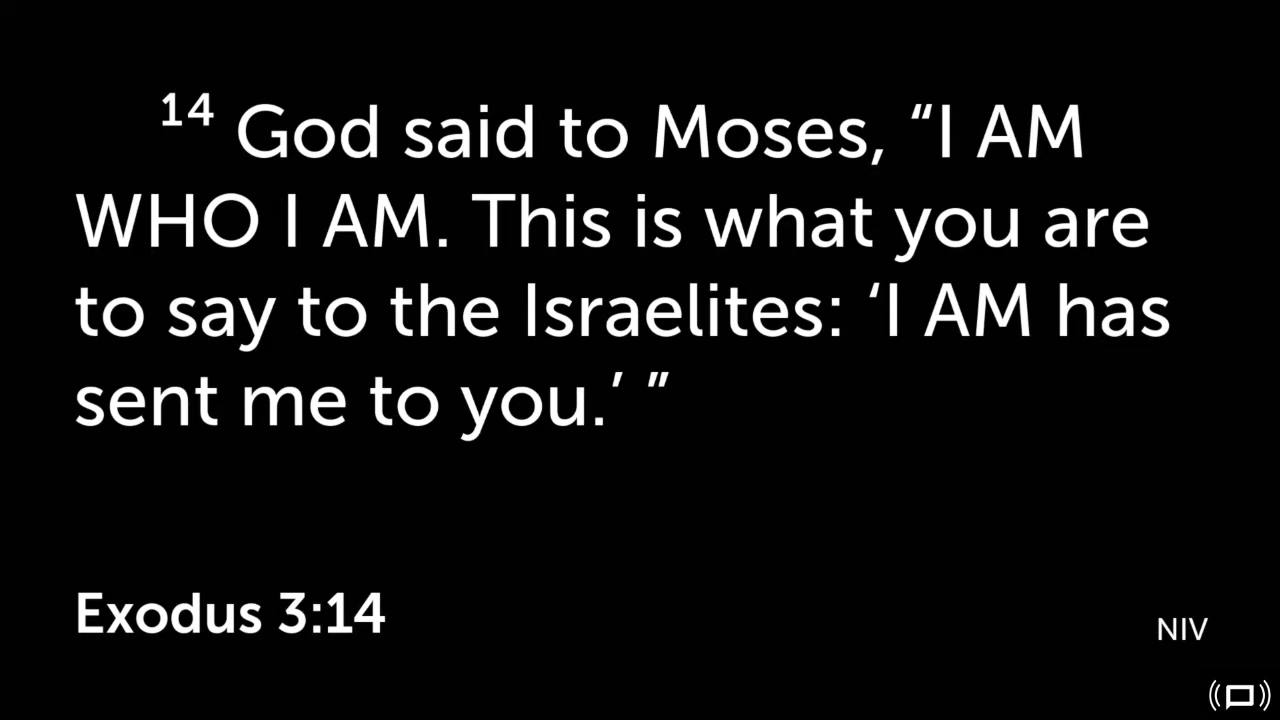 14 God said to Moses, “I AM
WHO I AM. This is what you are
to say to the Israelites: ‘I AM has
sent me to you.’ ”
Exodus 3:14
NIV